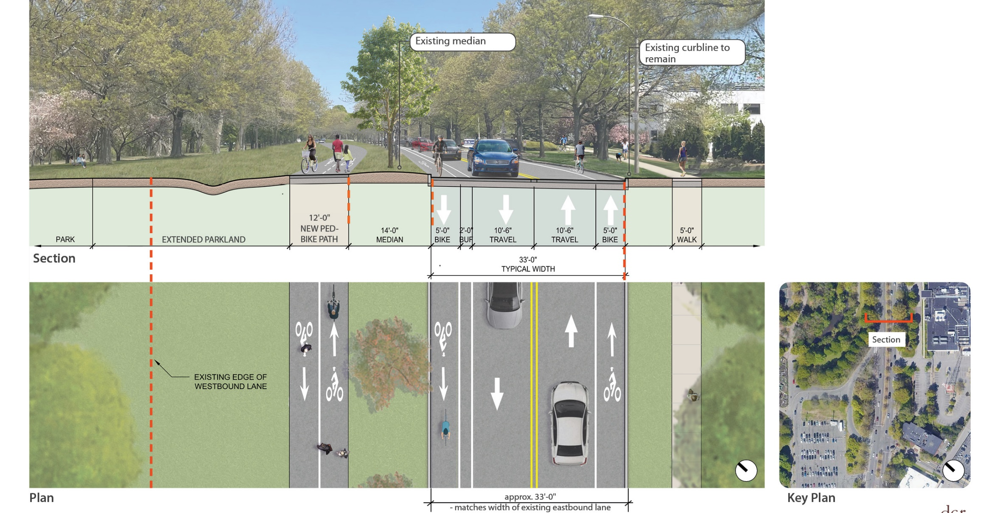 Existing median
Existing curbline to
remain
12'-0"
NEW PED-
BIKE PATH
PARK
EXTENDED PARKLAND
14'-0"
MEDIAN
5'-0"
BIKE
2'-0"
BUF
10'-6"
TRAVEL
10'-6"
TRAVEL
5'-0"
BIKE
5'-0"
WALK
Section
33'-0"
TYPICAL WIDTH
EXISTING EDGE OF
WESTBOUND LANE
Section
Plan
approx. 33'-0"
- matches width of existing eastbound lane
Key Plan
dcr